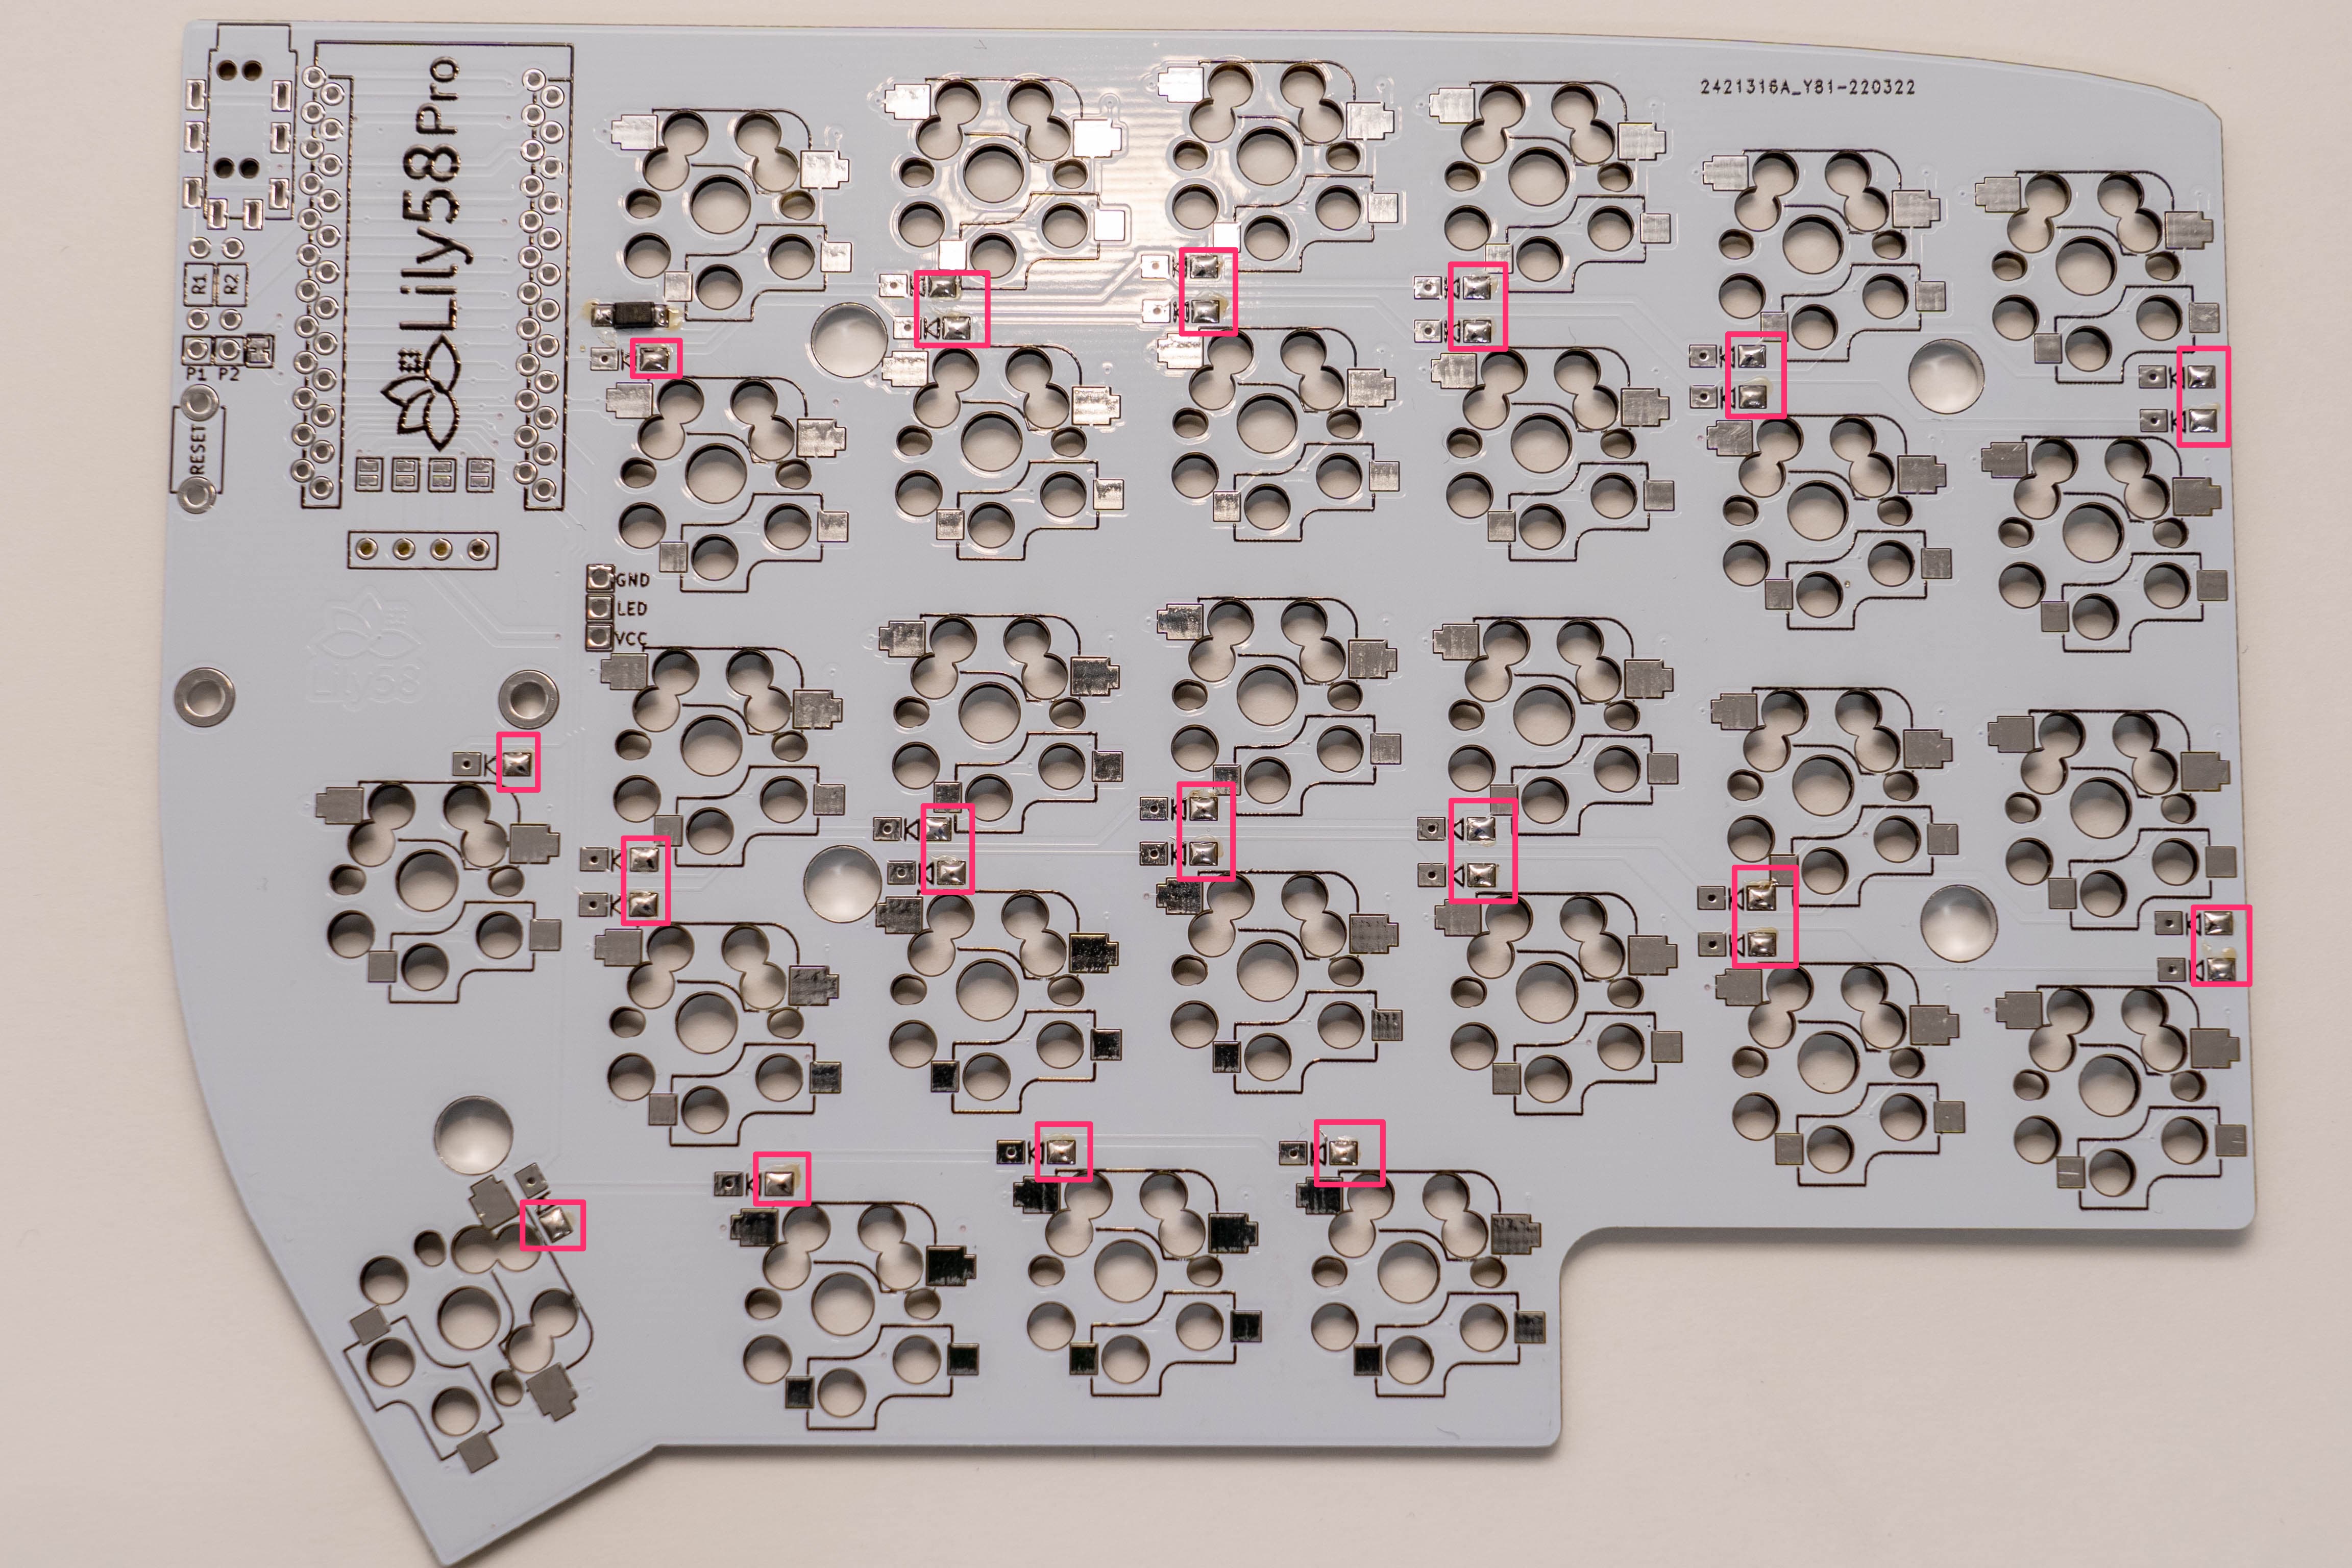 2421316A_Y81-220322
Lily58Pro
R1
R2
P1
P2
RESET
GND
LED
VCC
Lily58